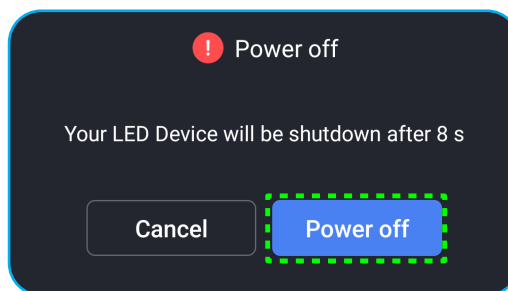 Power off
Your LED Device will be shutdown after 8 s
Cancel Power off